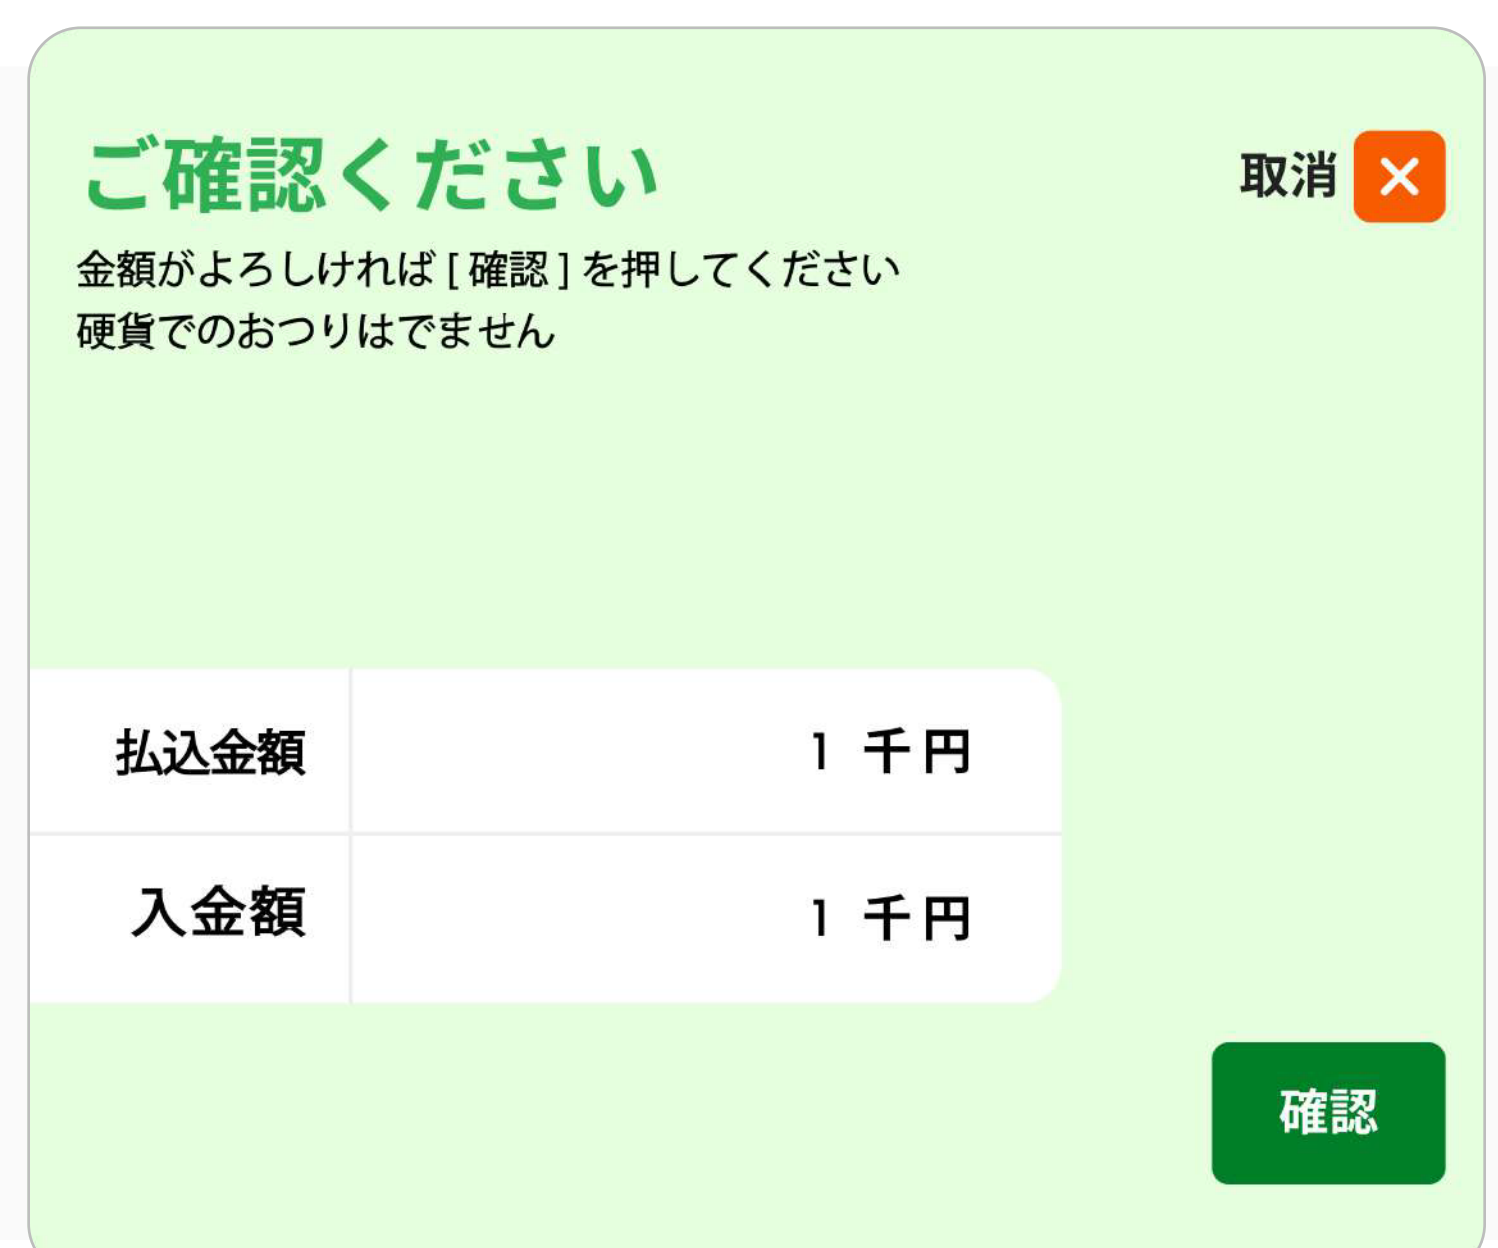 ご確認ください
取消
金額がよろしければ [ 確認 ] を押してください
硬貨でのおつりはでません
払込金額 1 千円
入金額 1 千円
確認